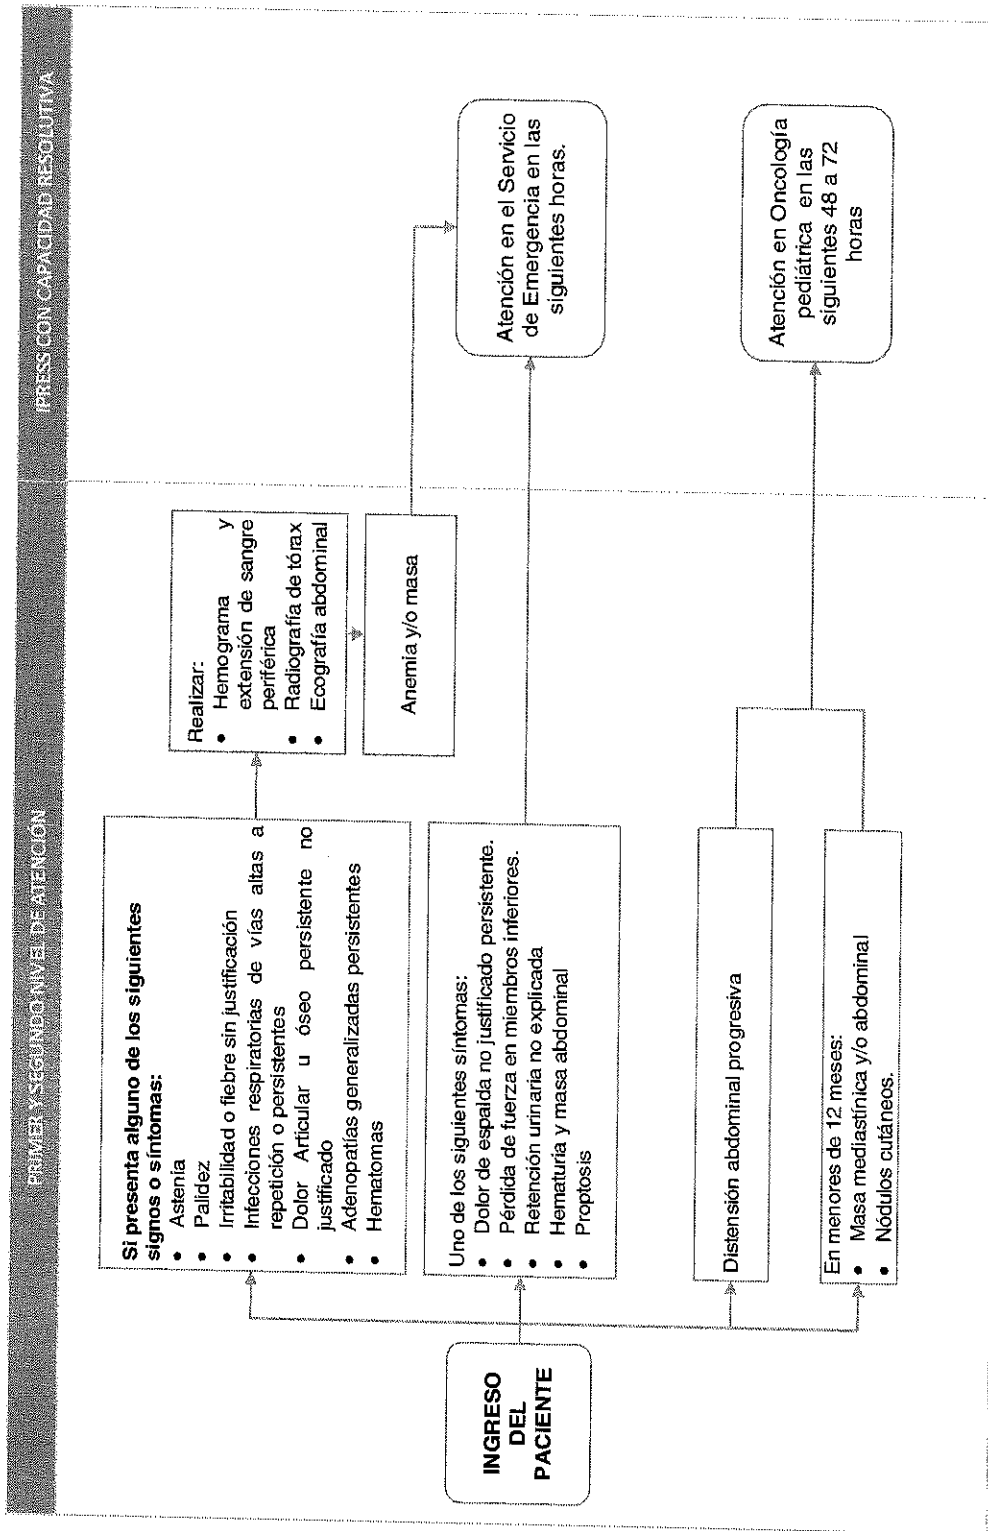 PRIMER Y SEGUNDO NIVEL DE ATENCIÓN
IPRESS CON CAPACIDAD RESOLUTIVA
INGRESO
DEL
PACIENTE
Si presenta alguno de los siguientes
signos o síntomas:
• Astenia
• Palidez
• Irritabilidad o fiebre sin justificación
• Infecciones respiratorias de vías altas a
repetición o persistentes
• Dolor Articular u óseo persistente no
justificado
• Adenopatías generalizadas persistentes
• Hematomas
Realizar:
• Hemograma y
extensión de sangre
periférica
• Radiografía de tórax
• Ecografía abdominal
Anemia y/o masa
Uno de los siguientes síntomas:
• Dolor de espalda no justificado persistente.
• Pérdida de fuerza en miembros inferiores.
• Retención urinaria no explicada
• Hematuria y masa abdominal
• Proptosis
Atención en el Servicio
de Emergencia en las
siguientes horas.
Distensión abdominal progresiva
En menores de 12 meses:
• Masa mediastínica y/o abdominal
• Nódulos cutáneos.
Atención en Oncología
pediátrica en las
siguientes 48 a 72
horas